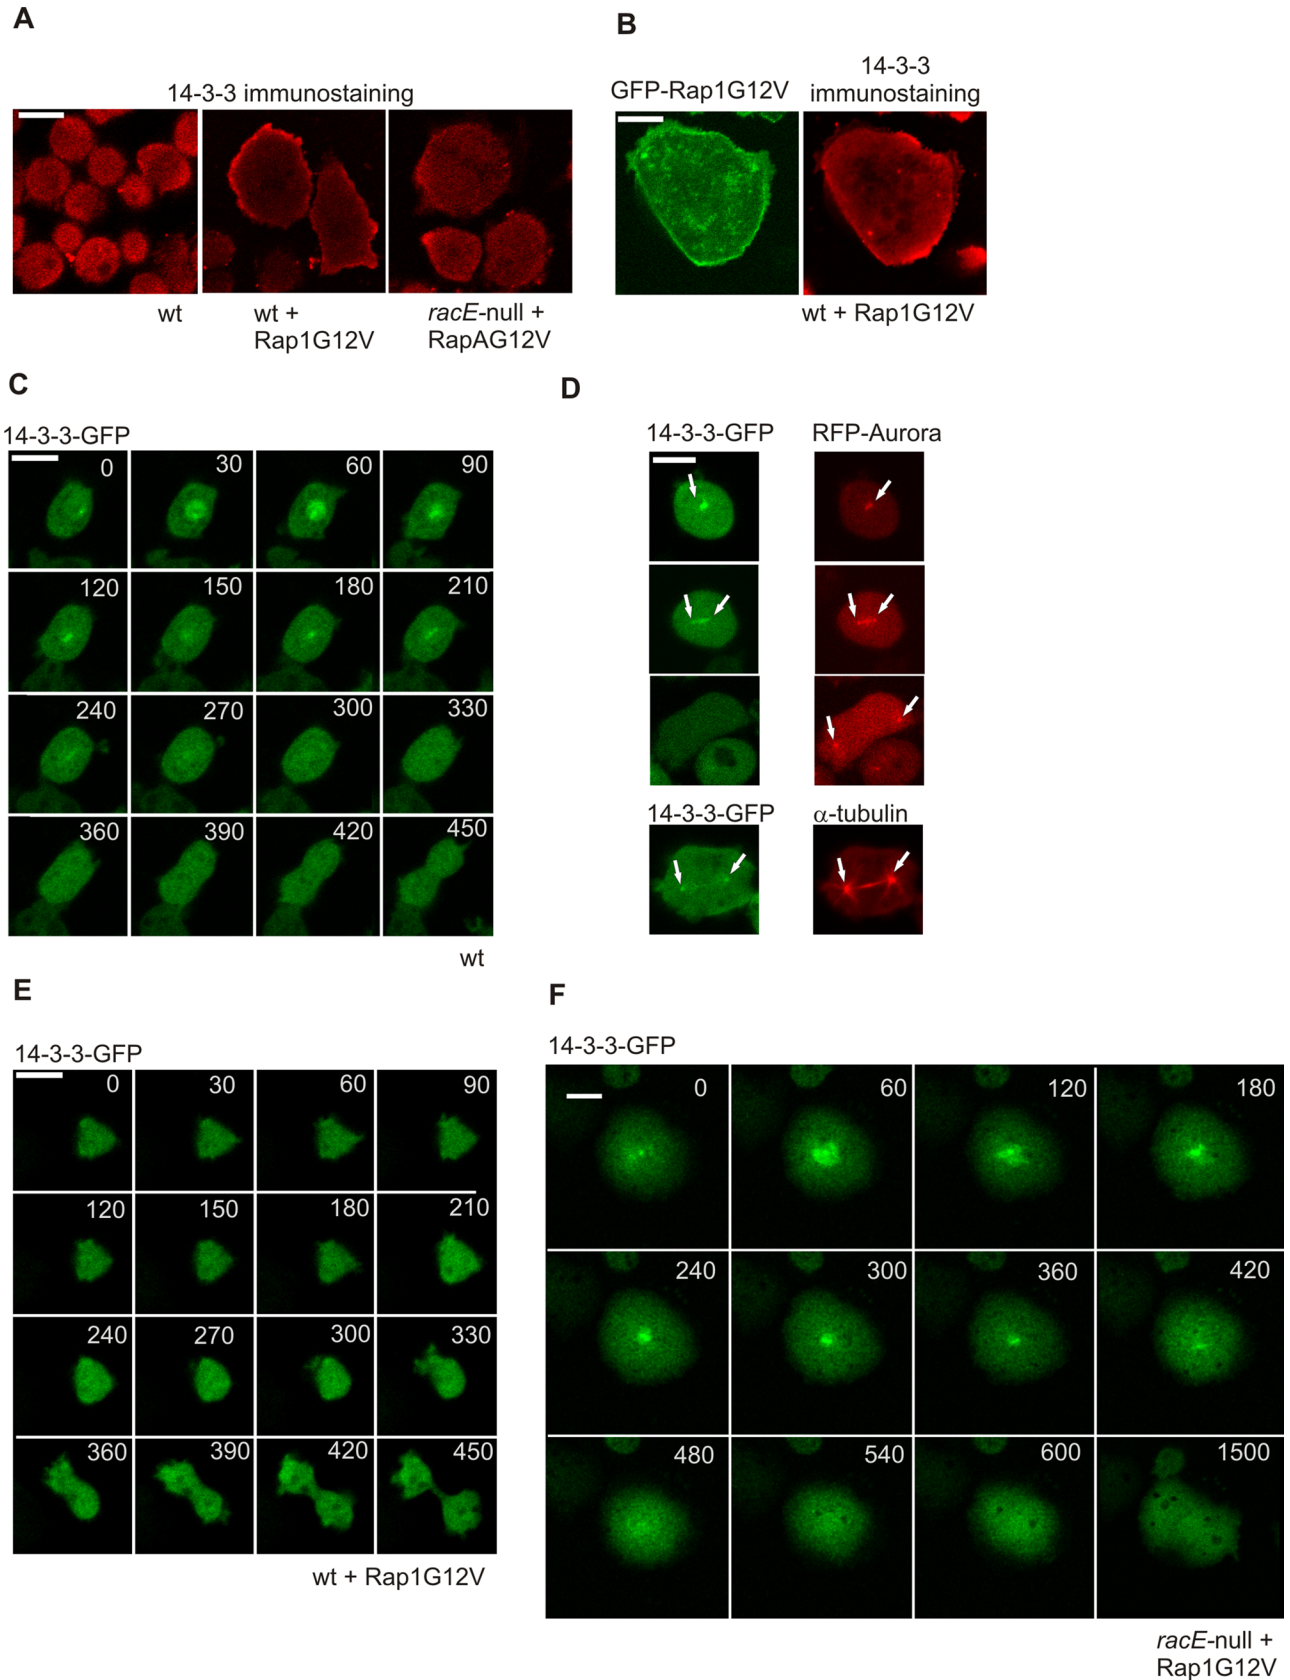 A
14-3-3 immunostaining
wt
wt +
Rap1G12V
racE-null +
RapAG12V
B
GFP-Rap1G12V
14-3-3
immunostaining
wt + Rap1G12V
C
14-3-3-GFP
0 30 60 90
120 150 180 210
240 270 300 330
360 390 420 450
wt
D
14-3-3-GFP RFP-Aurora
14-3-3-GFP α-tubulin
E
14-3-3-GFP
0 30 60 90
120 150 180 210
240 270 300 330
360 390 420 450
wt + Rap1G12V
F
14-3-3-GFP
0 60 120 180
240 300 360 420
480 540 600 1500
racE-null +
Rap1G12V